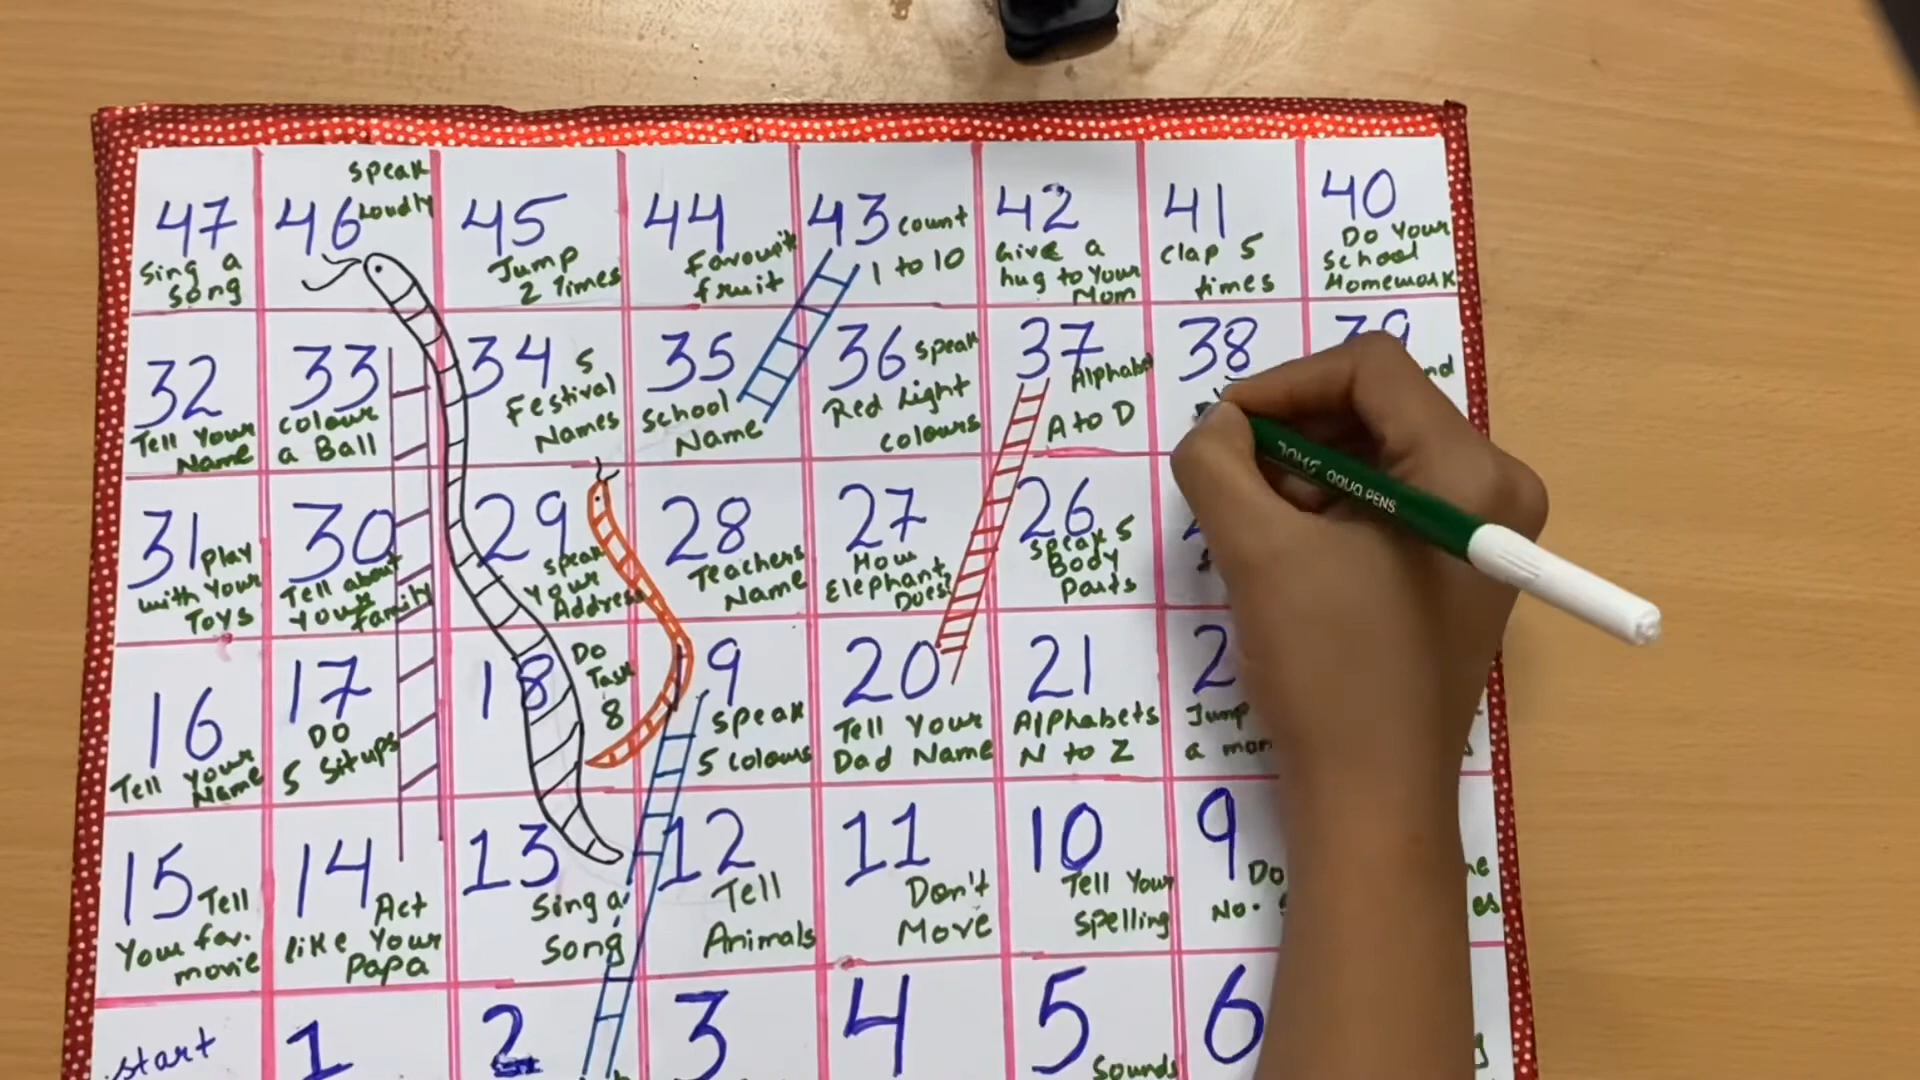 47 Sing a Song
46 Speak Loudly
45 Jump 2 Times
44 Favourit fruit
43 count 1 to 10
42 Give a hug to Your Mom
41 Clap 5 times
40 Do Your School Homework
32 Tell Your Name
33 Colour a Ball
34 5 Festival Names
35 School Name
36 Speak Red Light Colours
37 Alphabet A to D
38
39
31 Play with Your Toys
30 Tell about Your family
29 Speak Your Address
28 Teachers Name
27 How Elephant Does?
26 Speak 5 Body Parts
16 Tell Your Name
17 Do 5 Situps
18 Do Task 8
9 Speak 5 Colours
20 Tell Your Dad Name
21 Alphabets N to Z
2 Jump
15 Tell Your fav. movie
14 Act like Your Papa
13 Sing a Song
12 Tell Animals
11 Don't Move
10 Tell Your Spelling
9 Do No.
start
1
2
3
4
5 Sounds
6
AQUA PENS